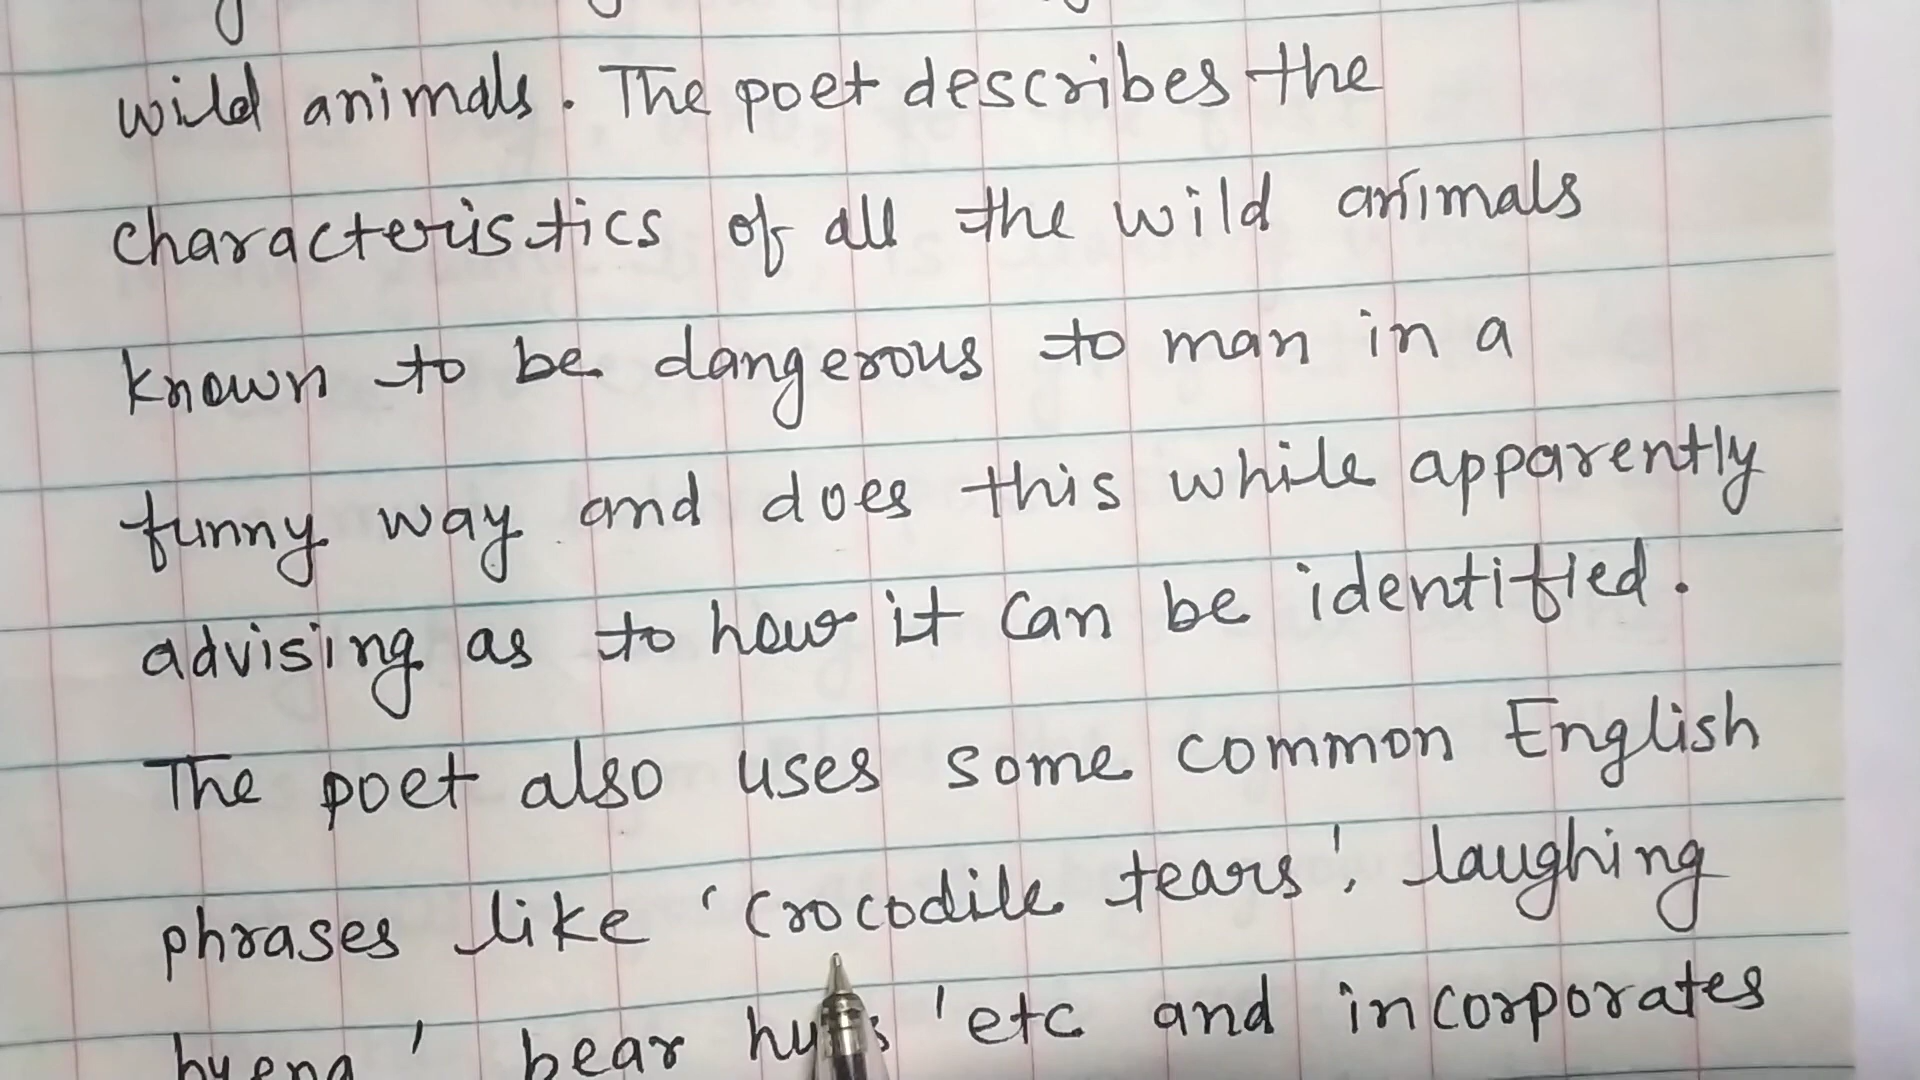 wild animals. The poet describes the
characteristics of all the wild animals
known to be dangerous to man in a
funny way and does this while apparently
advising as to how it can be identified.
The poet also uses some common English
phrases like 'Crocodile tears', laughing
hyena' bear 'etc and incorporates